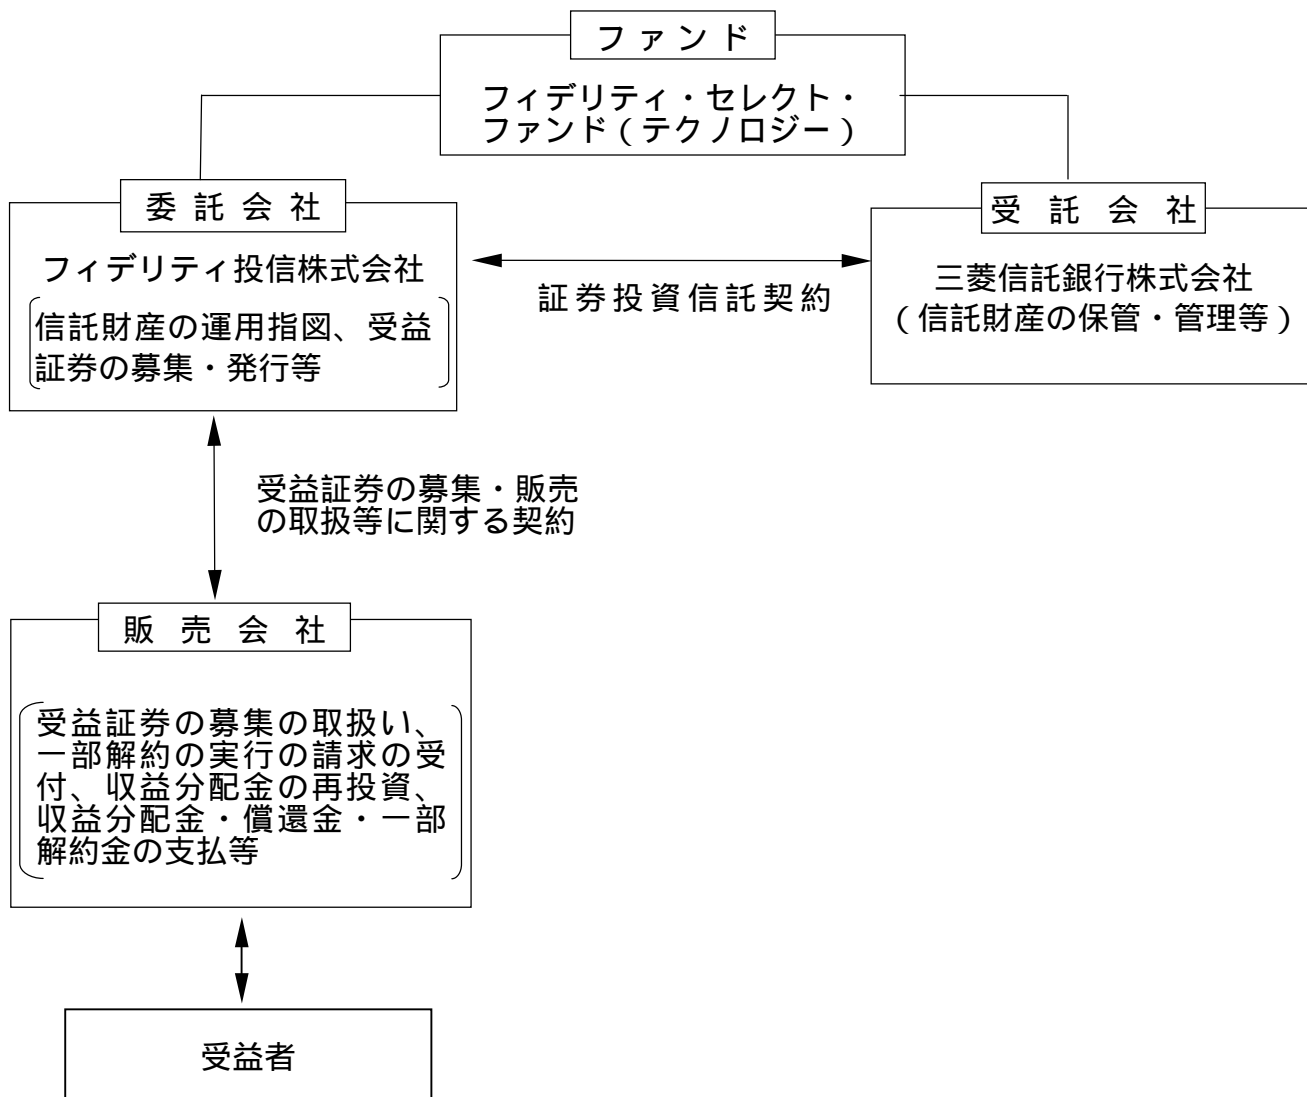 ファンド
フィデリティ・セレクト・
ファンド(テクノロジー)
委託会社
フィデリティ投信株式会社
信託財産の運用指図、受益
証券の募集・発行等
証券投資信託契約
受託会社
三菱信託銀行株式会社
(信託財産の保管・管理等)
受益証券の募集・販売
の取扱等に関する契約
販売会社
受益証券の募集の取扱い、
一部解約の実行の請求の受
付、収益分配金の再投資、
収益分配金・償還金・一部
解約金の支払等
受益者